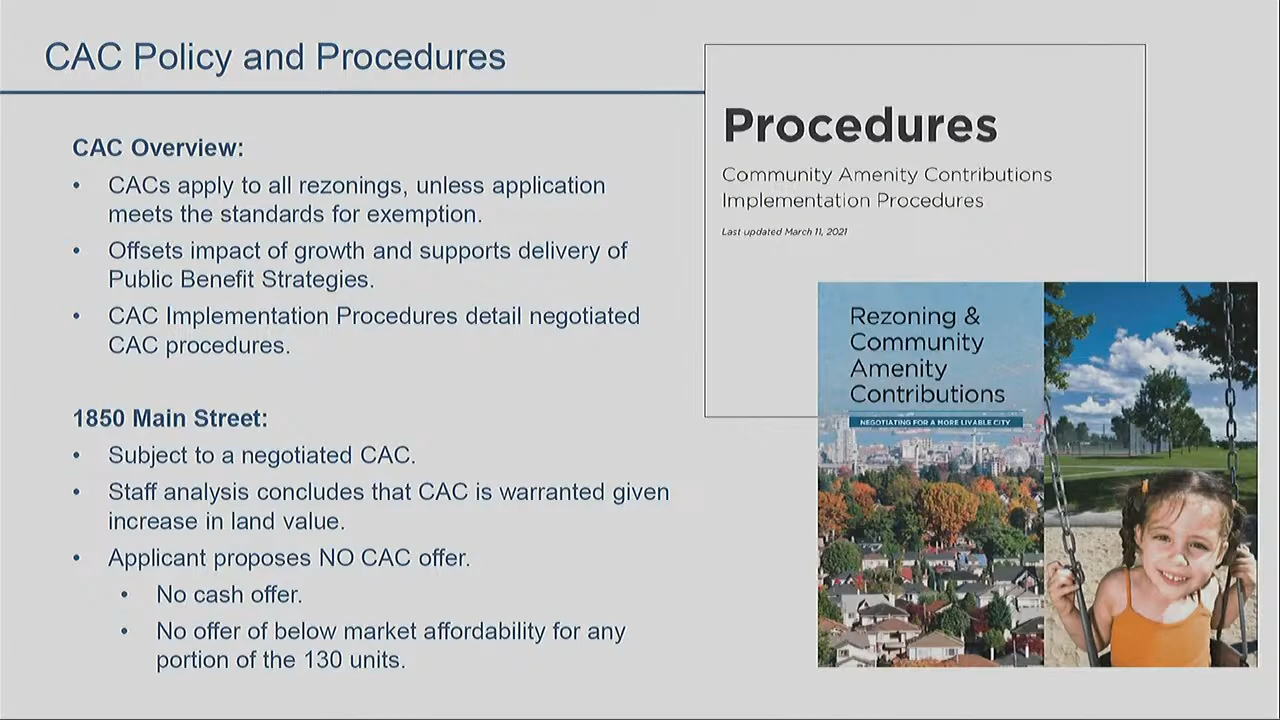 CAC Policy and Procedures
CAC Overview:
• CACs apply to all rezonings, unless application
meets the standards for exemption.
• Offsets impact of growth and supports delivery of
Public Benefit Strategies.
• CAC Implementation Procedures detail negotiated
CAC procedures.
1850 Main Street:
• Subject to a negotiated CAC.
• Staff analysis concludes that CAC is warranted given
increase in land value.
• Applicant proposes NO CAC offer.
• No cash offer.
• No offer of below market affordability for any
portion of the 130 units.
Procedures
Community Amenity Contributions
Implementation Procedures
Last updated March 11, 2021
Rezoning &
Community
Amenity
Contributions
NEGOTIATING FOR A MORE LIVABLE CITY